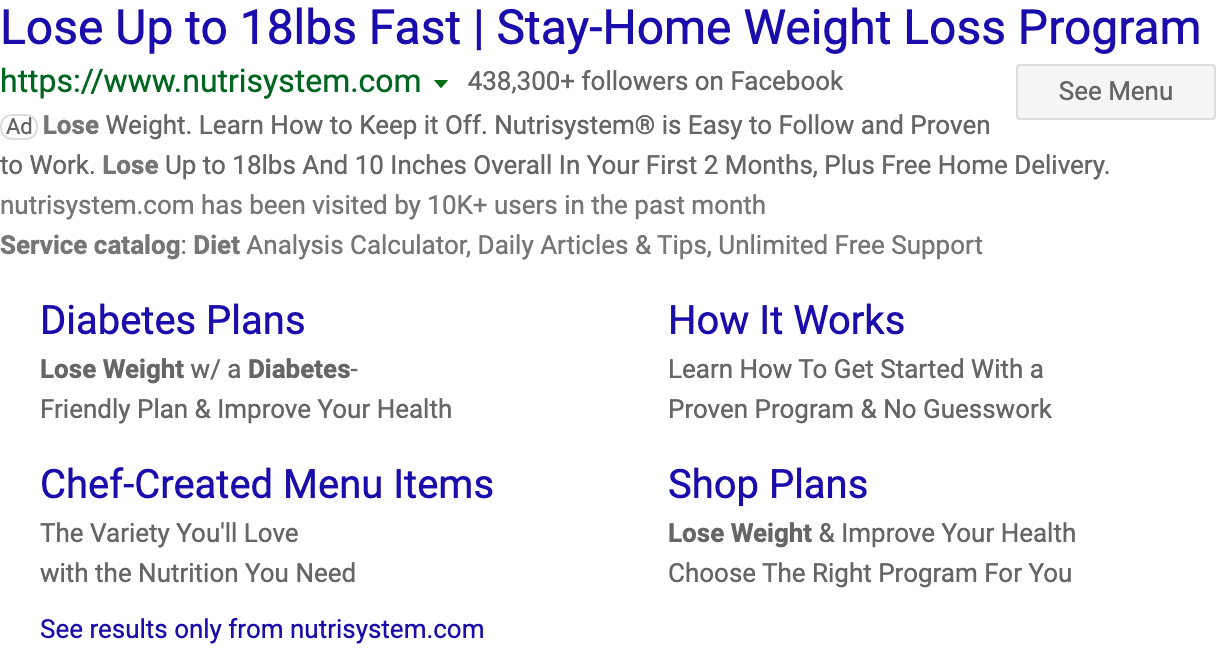 Lose Up to 18lbs Fast | Stay-Home Weight Loss Program
https://www.nutrisystem.com 438,300+ followers on Facebook
See Menu
Ad Lose Weight. Learn How to Keep it Off. Nutrisystem® is Easy to Follow and Proven
to Work. Lose Up to 18lbs And 10 Inches Overall In Your First 2 Months, Plus Free Home Delivery.
nutrisystem.com has been visited by 10K+ users in the past month
Service catalog: Diet Analysis Calculator, Daily Articles & Tips, Unlimited Free Support
Diabetes Plans
Lose Weight w/ a Diabetes-
Friendly Plan & Improve Your Health
How It Works
Learn How To Get Started With a
Proven Program & No Guesswork
Chef-Created Menu Items
The Variety You'll Love
with the Nutrition You Need
Shop Plans
Lose Weight & Improve Your Health
Choose The Right Program For You
See results only from nutrisystem.com